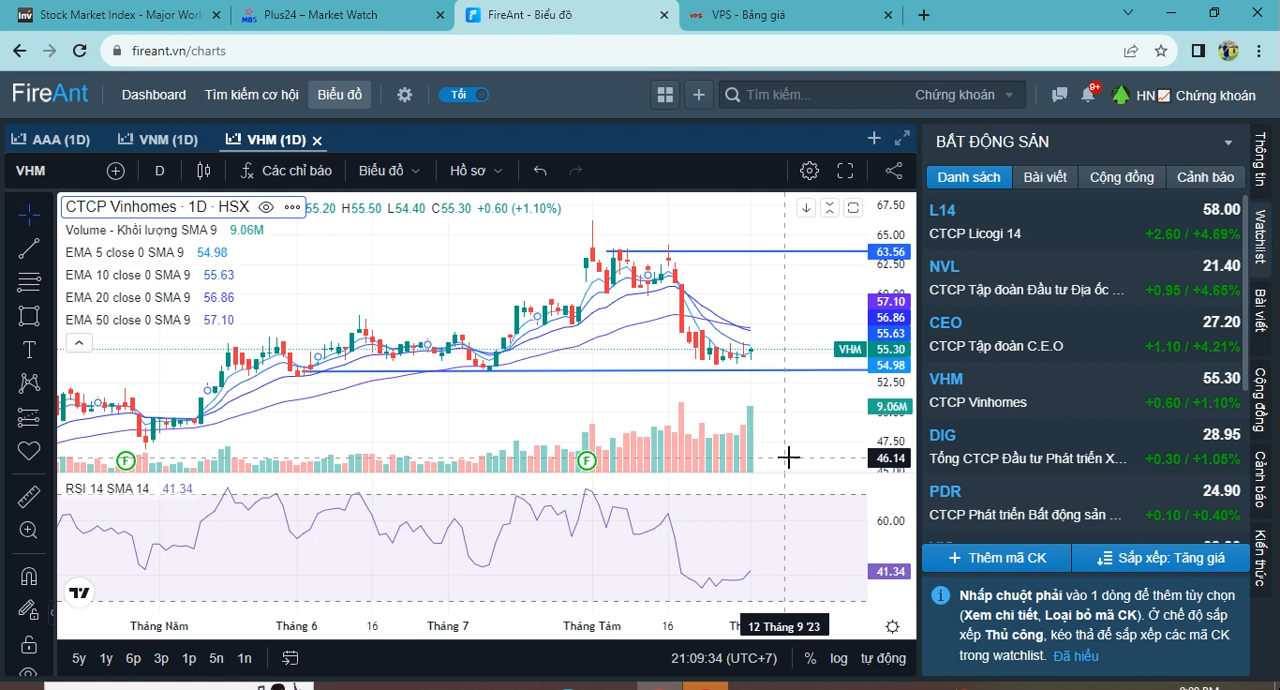 Stock Market Index - Major Worl
Plus24 – Market Watch
FireAnt - Biểu đồ
VPS - Bảng giá
fireant.vn/charts
FireAnt
Dashboard
Tìm kiếm cơ hội
Biểu đồ
Tối
Tìm kiếm...
Chứng khoán
9+
HN
Chứng khoán
AAA (1D)
VNM (1D)
VHM (1D)
BẤT ĐỘNG SẢN
VHM
D
Các chỉ báo
Biểu đồ
Hồ sơ
Danh sách
Bài viết
Cộng đồng
Cảnh báo
CTCP Vinhomes · 1D · HSX
55.20 H55.50 L54.40 C55.30 +0.60 (+1.10%)
Volume - Khối lượng SMA 9 9.06M
EMA 5 close 0 SMA 9 54.98
EMA 10 close 0 SMA 9 55.63
EMA 20 close 0 SMA 9 56.86
EMA 50 close 0 SMA 9 57.10
67.50
65.00
63.56
62.50
57.10
56.86
55.63
VHM 55.30
54.98
52.50
9.06M
47.50
46.14
F
F
RSI 14 SMA 14 41.34
60.00
41.34
Tháng Năm
Tháng 6
16
Tháng 7
Tháng Tám
16
12 Tháng 9 '23
5y 1y 6p 3p 1p 5n 1n
21:09:34 (UTC+7)
% log tự động
L14 58.00
CTCP Licogi 14 +2.60 / +4.69%
NVL 21.40
CTCP Tập đoàn Đầu tư Địa ốc ... +0.95 / +4.65%
CEO 27.20
CTCP Tập đoàn C.E.O +1.10 / +4.21%
VHM 55.30
CTCP Vinhomes +0.60 / +1.10%
DIG 28.95
Tổng CTCP Đầu tư Phát triển X... +0.30 / +1.05%
PDR 24.90
CTCP Phát triển Bất động sản ... +0.10 / +0.40%
+ Thêm mã CK
Sắp xếp: Tăng giá
Nhấp chuột phải vào 1 dòng để thêm tùy chọn
(Xem chi tiết, Loại bỏ mã CK). Ở chế độ sắp
xếp Thủ công, kéo thả để sắp xếp các mã CK
trong watchlist. Đã hiểu
Thông tin
Watchlist
Bài viết
Cộng đồng
Cảnh báo
Kiến thức